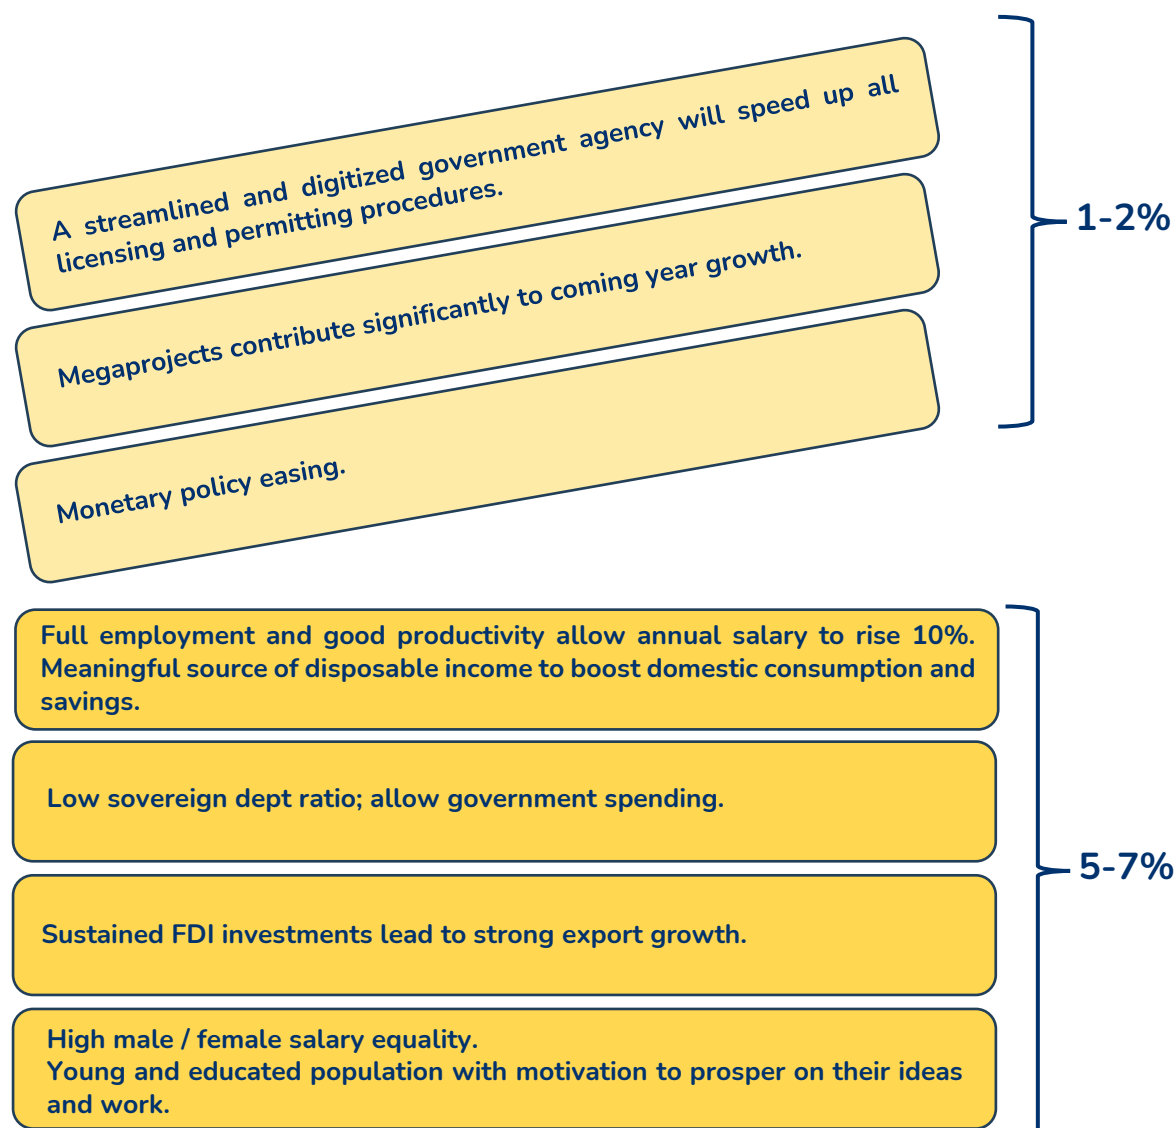 A streamlined and digitized government agency will speed up all
licensing and permitting procedures.
Megaprojects contribute significantly to coming year growth.
Monetary policy easing.
1-2%
Full employment and good productivity allow annual salary to rise 10%.
Meaningful source of disposable income to boost domestic consumption and
savings.
Low sovereign dept ratio; allow government spending.
Sustained FDI investments lead to strong export growth.
High male / female salary equality.
Young and educated population with motivation to prosper on their ideas
and work.
5-7%